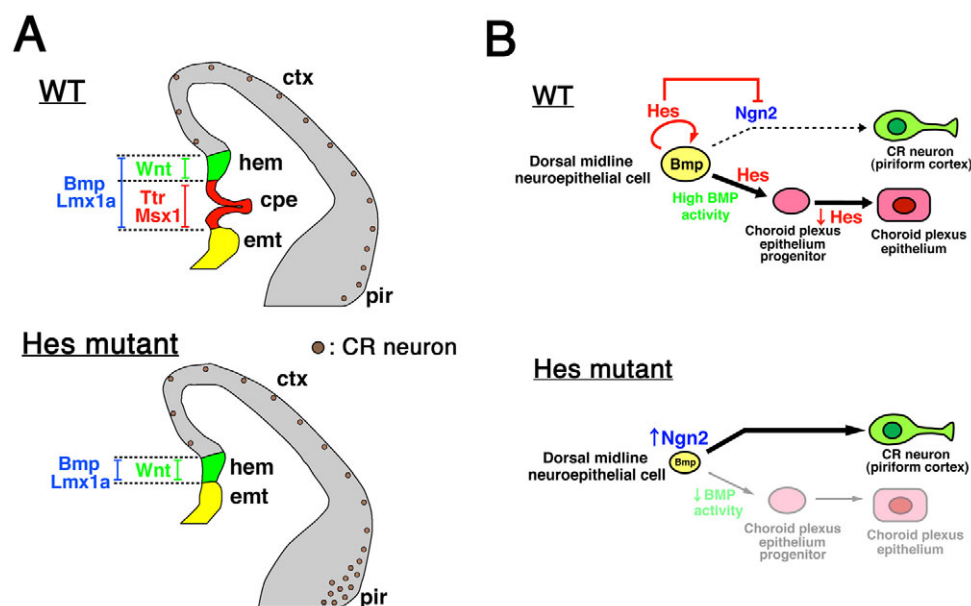 A
WT
ctx
hem
Wnt
Bmp
Lmx1a
Ttr
Msx1
cpe
emt
pir
Hes mutant
: CR neuron
ctx
Bmp
Lmx1a
Wnt
hem
emt
pir
B
WT
Hes
Ngn2
Dorsal midline
neuroepithelial cell
Bmp
CR neuron
(piriform cortex)
Hes
High BMP
activity
↓ Hes
Choroid plexus
epithelium
progenitor
Choroid plexus
epithelium
Hes mutant
↑Ngn2
Dorsal midline
neuroepithelial cell
Bmp
CR neuron
(piriform cortex)
↓ BMP
activity
Choroid plexus
epithelium
progenitor
Choroid plexus
epithelium